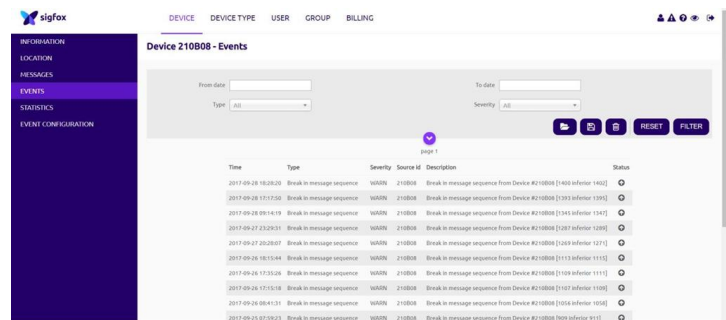 sigfox
DEVICE DEVICE TYPE USER GROUP BILLING
INFORMATION
LOCATION
MESSAGES
EVENTS
STATISTICS
EVENT CONFIGURATION
Device 210B08 - Events
From date To date
Type All Severity All
RESET FILTER
page 1
Time Type Severity Source id Description Status
2017-09-28 18:28:20 Break in message sequence WARN 210B08 Break in message sequence from Device #210B08 [1400 inferior 1402]
2017-09-28 17:17:50 Break in message sequence WARN 210B08 Break in message sequence from Device #210B08 [1393 inferior 1395]
2017-09-28 09:14:19 Break in message sequence WARN 210B08 Break in message sequence from Device #210B08 [1345 inferior 1347]
2017-09-27 23:29:31 Break in message sequence WARN 210B08 Break in message sequence from Device #210B08 [1287 inferior 1289]
2017-09-27 20:28:07 Break in message sequence WARN 210B08 Break in message sequence from Device #210B08 [1269 inferior 1271]
2017-09-26 18:15:44 Break in message sequence WARN 210B08 Break in message sequence from Device #210B08 [1113 inferior 1115]
2017-09-26 17:35:26 Break in message sequence WARN 210B08 Break in message sequence from Device #210B08 [1109 inferior 1111]
2017-09-26 17:15:18 Break in message sequence WARN 210B08 Break in message sequence from Device #210B08 [1107 inferior 1109]
2017-09-26 08:41:31 Break in message sequence WARN 210B08 Break in message sequence from Device #210B08 [1056 inferior 1058]
2017-09-25 07:59:23 Break in message sequence WARN 210B08 Break in message sequence from Device #210B08 [909 inferior 911]